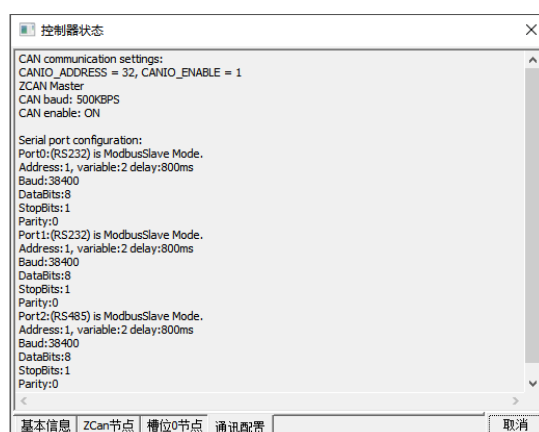 控制器状态
CAN communication settings:
CANIO_ADDRESS = 32, CANIO_ENABLE = 1
ZCAN Master
CAN baud: 500KBPS
CAN enable: ON
Serial port configuration:
Port0:(RS232) is ModbusSlave Mode.
Address:1, variable:2 delay:800ms
Baud:38400
DataBits:8
StopBits:1
Parity:0
Port1:(RS232) is ModbusSlave Mode.
Address:1, variable:2 delay:800ms
Baud:38400
DataBits:8
StopBits:1
Parity:0
Port2:(RS485) is ModbusSlave Mode.
Address:1, variable:2 delay:800ms
Baud:38400
DataBits:8
StopBits:1
Parity:0
基本信息 ZCan节点 槽位0节点 通讯配置 取消